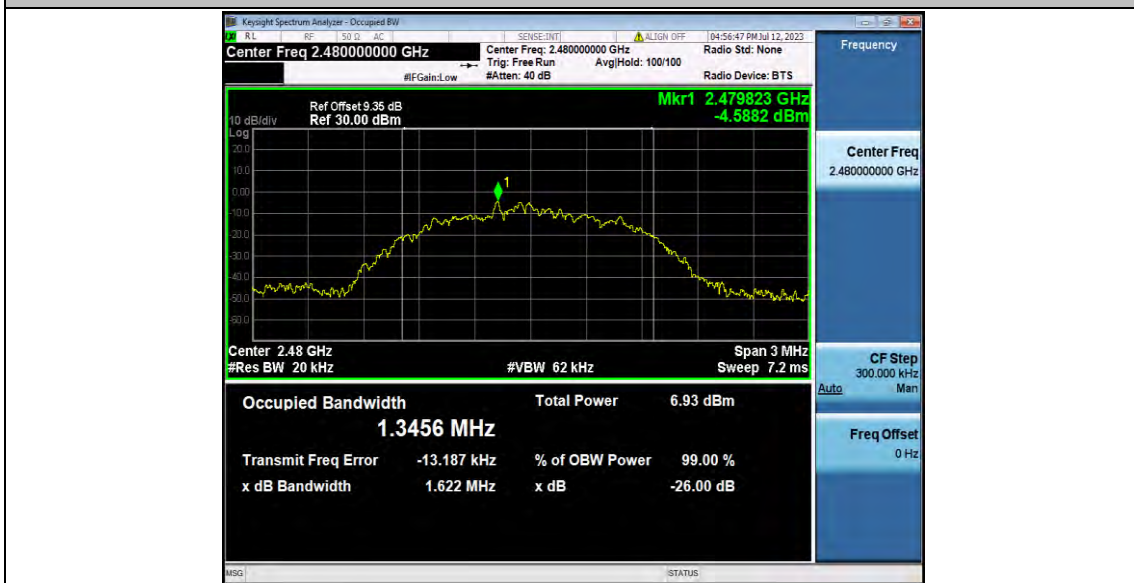 Keysight Spectrum Analyzer - Occupied BW
RL RF 50 Ω AC SENSE:INT ALIGN OFF 04:56:47 PM Jul 12, 2023
Center Freq 2.480000000 GHz
Center Freq: 2.480000000 GHz Radio Std: None
Trig: Free Run Avg|Hold: 100/100
#IFGain:Low #Atten: 40 dB Radio Device: BTS
Frequency
Mkr1 2.479823 GHz
-4.5882 dBm
Ref Offset 9.35 dB
10 dB/div Ref 30.00 dBm
Log
20.0
10.0
0.00
-10.0
-20.0
-30.0
-40.0
-50.0
-60.0
1
Center 2.48 GHz Span 3 MHz
#Res BW 20 kHz #VBW 62 kHz Sweep 7.2 ms
Center Freq
2.480000000 GHz
CF Step
300.000 kHz
Auto Man
Freq Offset
0 Hz
Occupied Bandwidth Total Power 6.93 dBm
1.3456 MHz
Transmit Freq Error -13.187 kHz % of OBW Power 99.00 %
x dB Bandwidth 1.622 MHz x dB -26.00 dB
MSG STATUS